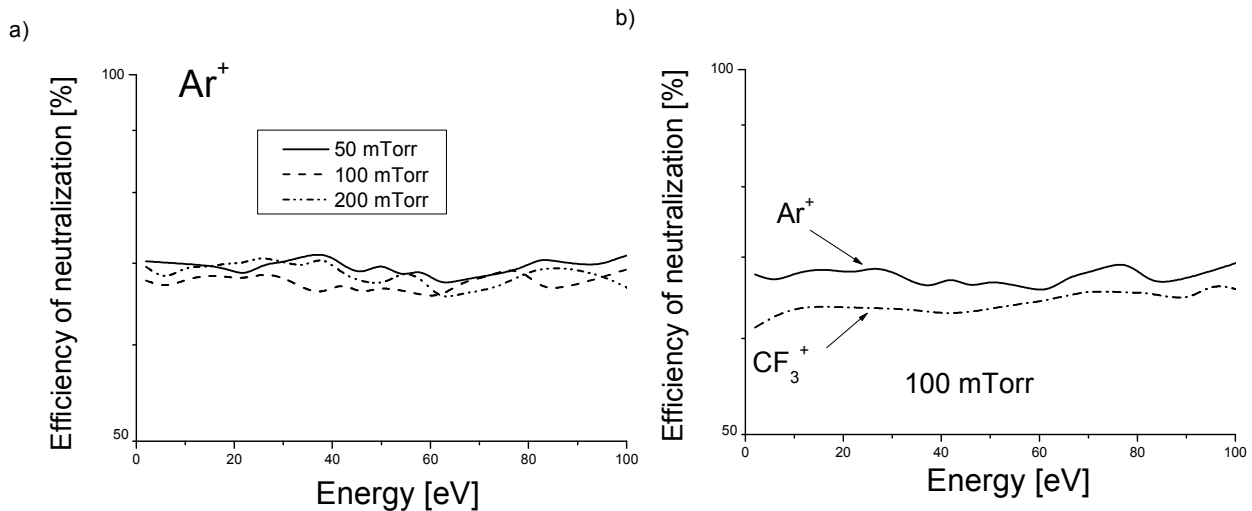 a)
Efficiency of neutralization [%]
100
50
Ar⁺
50 mTorr
100 mTorr
200 mTorr
0 20 40 60 80 100
Energy [eV]
b)
Efficiency of neutralization [%]
100
50
Ar⁺
CF₃⁺
100 mTorr
0 20 40 60 80 100
Energy [eV]